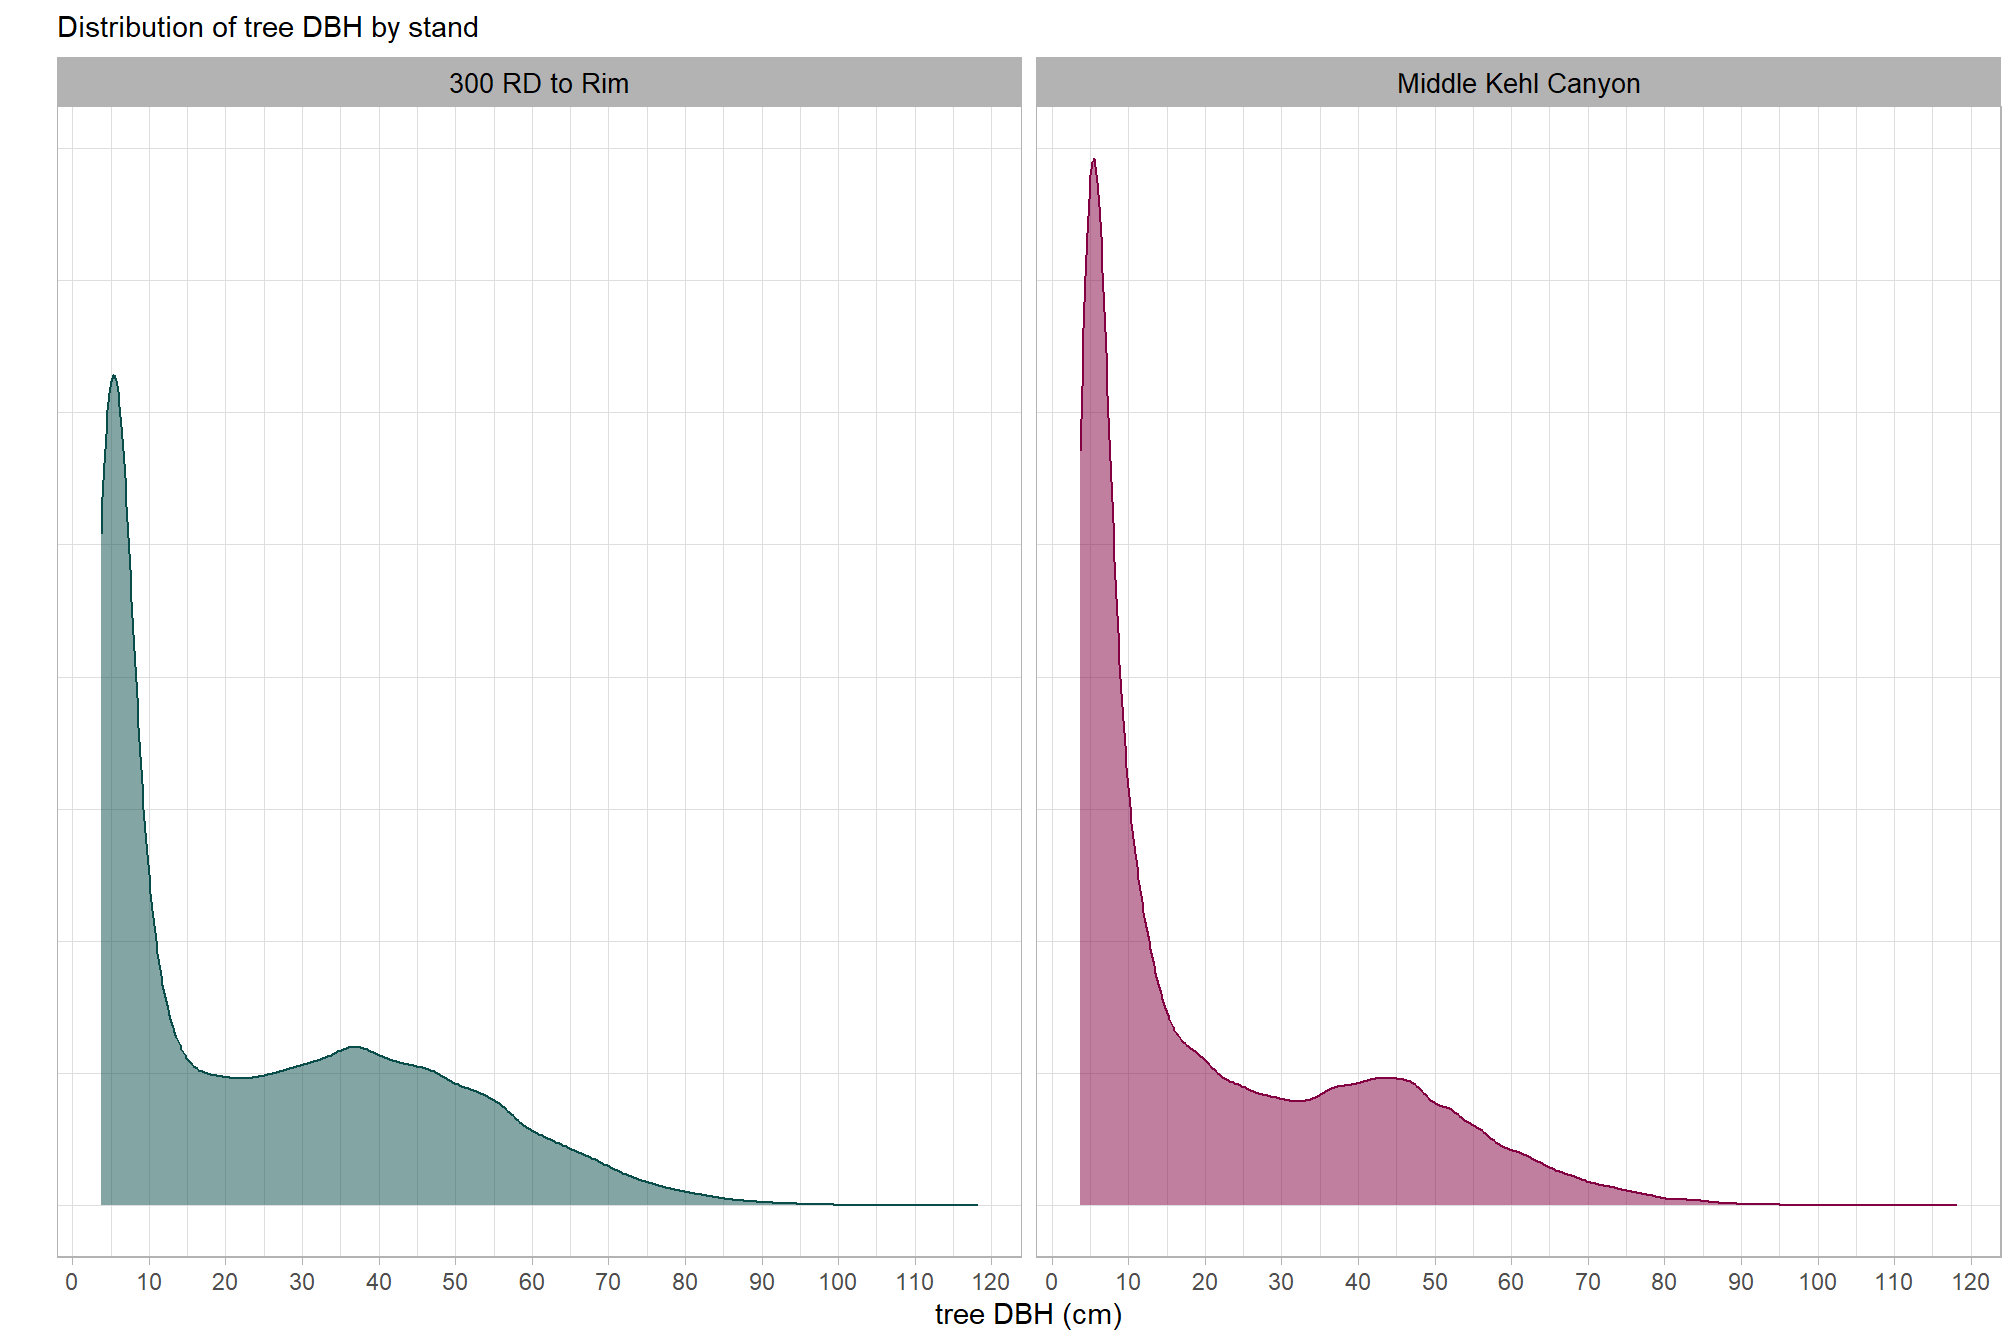 Distribution of tree DBH by stand
300 RD to Rim
Middle Kehl Canyon
0 10 20 30 40 50 60 70 80 90 100 110 120
0 10 20 30 40 50 60 70 80 90 100 110 120
tree DBH (cm)